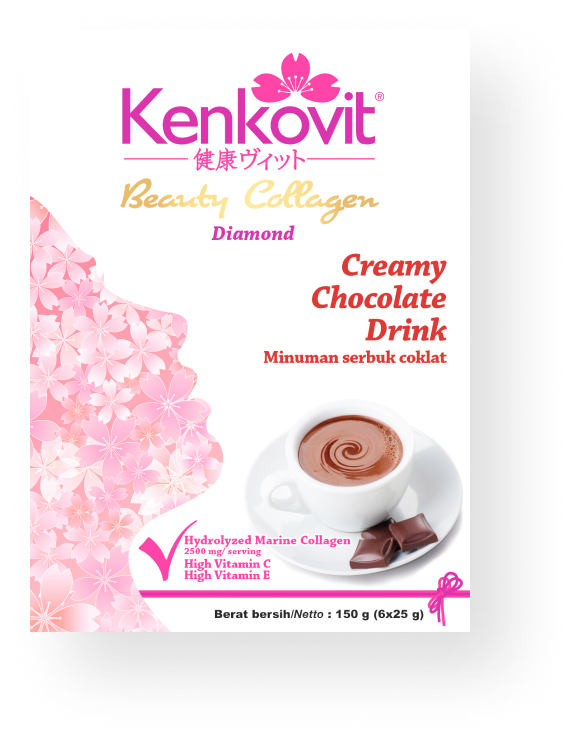 Kenkovit®
健康ヴィット
Beauty Collagen
Diamond
Creamy
Chocolate
Drink
Minuman serbuk coklat
Hydrolyzed Marine Collagen
2500 mg/ serving
High Vitamin C
High Vitamin E
Berat bersih/Netto : 150 g (6x25 g)